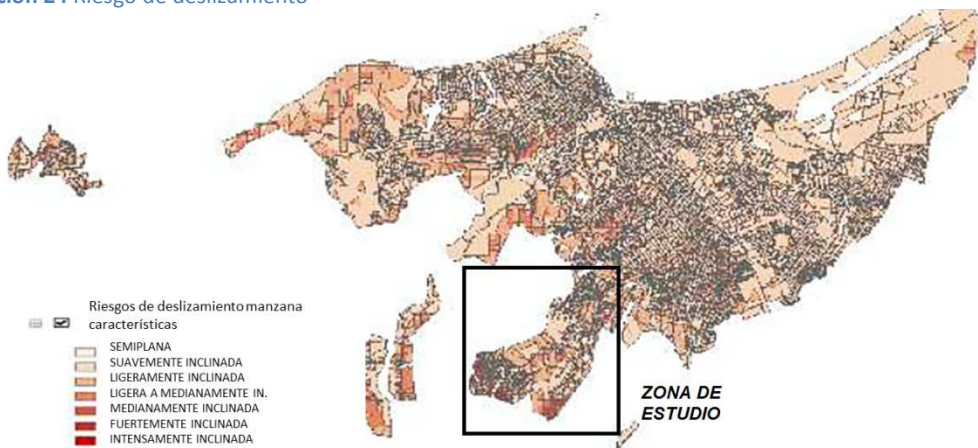 Riesgo de deslizamiento
Riesgos de deslizamiento manzana
características
SEMIPLANA
SUAVEMENTE INCLINADA
LIGERAMENTE INCLINADA
LIGERA A MEDIANAMENTE IN.
MEDIANAMENTE INCLINADA
FUERTEMENTE INCLINADA
INTENSAMENTE INCLINADA
ZONA DE
ESTUDIO